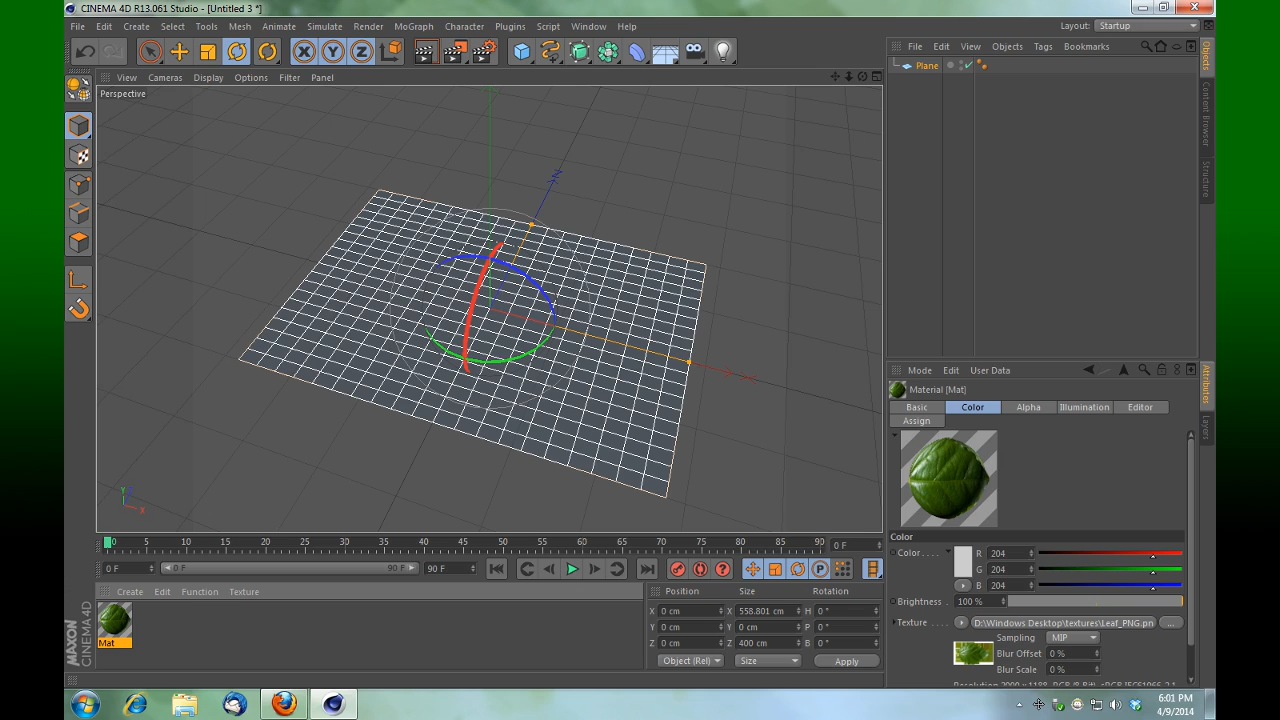 CINEMA 4D R13.061 Studio - [Untitled 3 *]
File Edit Create Select Tools Mesh Animate Simulate Render MoGraph Character Plugins Script Window Help
Layout: Startup
View Cameras Display Options Filter Panel
Perspective
File Edit View Objects Tags Bookmarks
Plane
Objects
Content Browser
Structure
Mode Edit User Data
Material [Mat]
Basic Color Alpha Illumination Editor
Assign
Attributes
Layers
Color
Color . . . . R 204
G 204
B 204
Brightness 100 %
Texture . . . . D:\Windows Desktop\textures\Leaf_PNG.pn ...
Sampling MIP
Blur Offset 0 %
Blur Scale 0 %
Y Z
X
0 5 10 15 20 25 30 35 40 45 50 55 60 65 70 75 80 85 90
0 F
0 F 0 F 90 F 90 F
Create Edit Function Texture
Mat
MAXON
CINEMA 4D
Position Size Rotation
X 0 cm X 558.801 cm H 0 °
Y 0 cm Y 0 cm P 0 °
Z 0 cm Z 400 cm B 0 °
Object (Rel) Size Apply
6:01 PM
4/9/2014